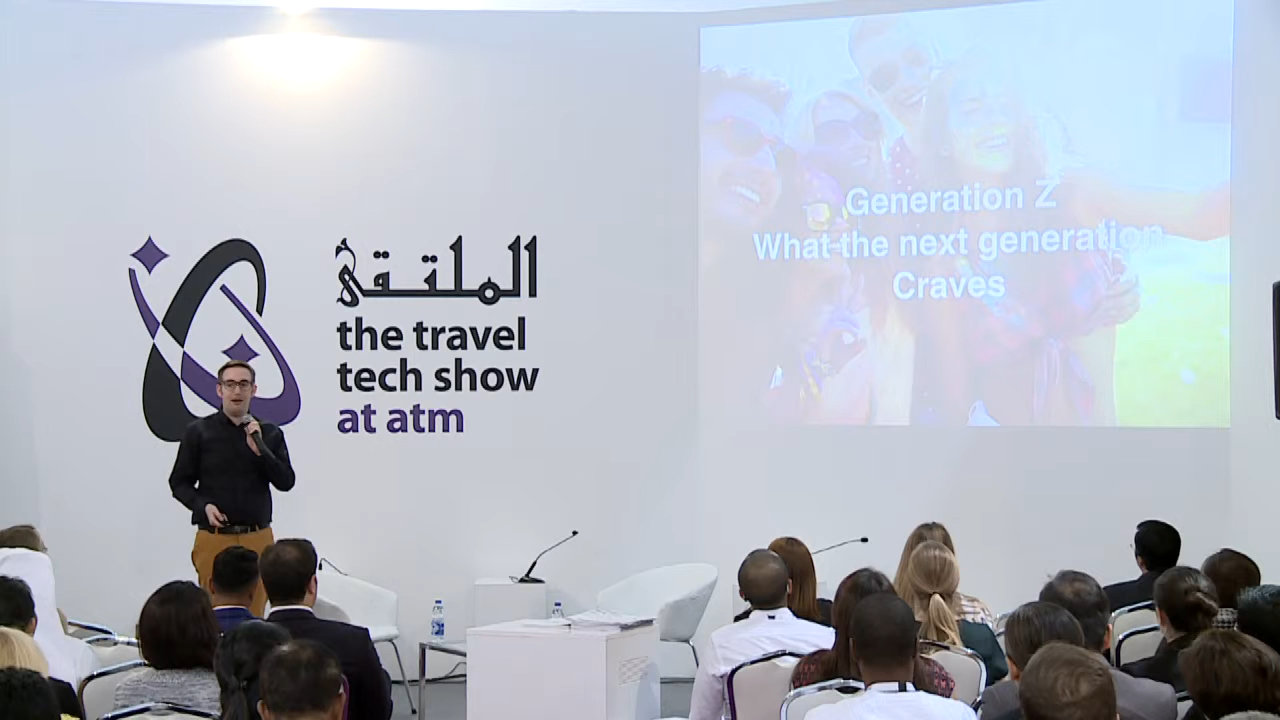 الملتقى
the travel
tech show
at atm
Generation Z
What the next generation
Craves